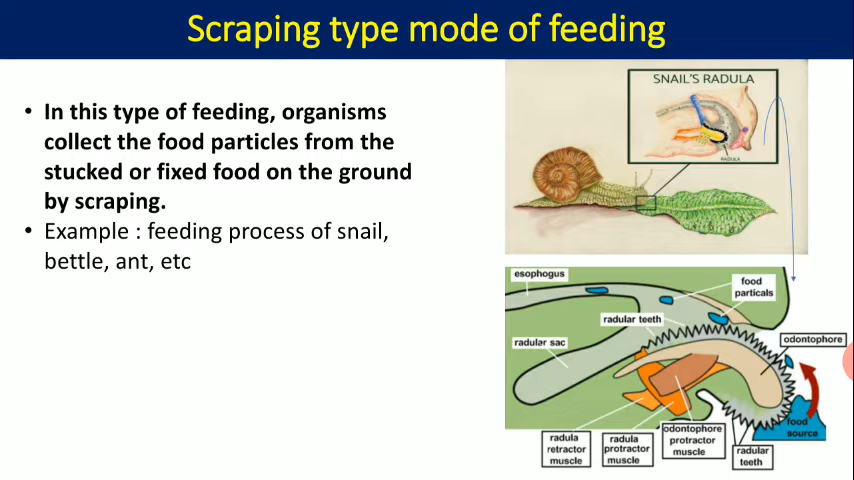 Scraping type mode of feeding
• In this type of feeding, organisms
collect the food particles from the
stucked or fixed food on the ground
by scraping.
• Example : feeding process of snail,
bettle, ant, etc
SNAIL'S RADULA
RADULA
esophogus
food
particals
radular teeth
odontophore
radular sac
food
source
radula
retractor
muscle
radula
protractor
muscle
odontophore
protractor
muscle
radular
teeth